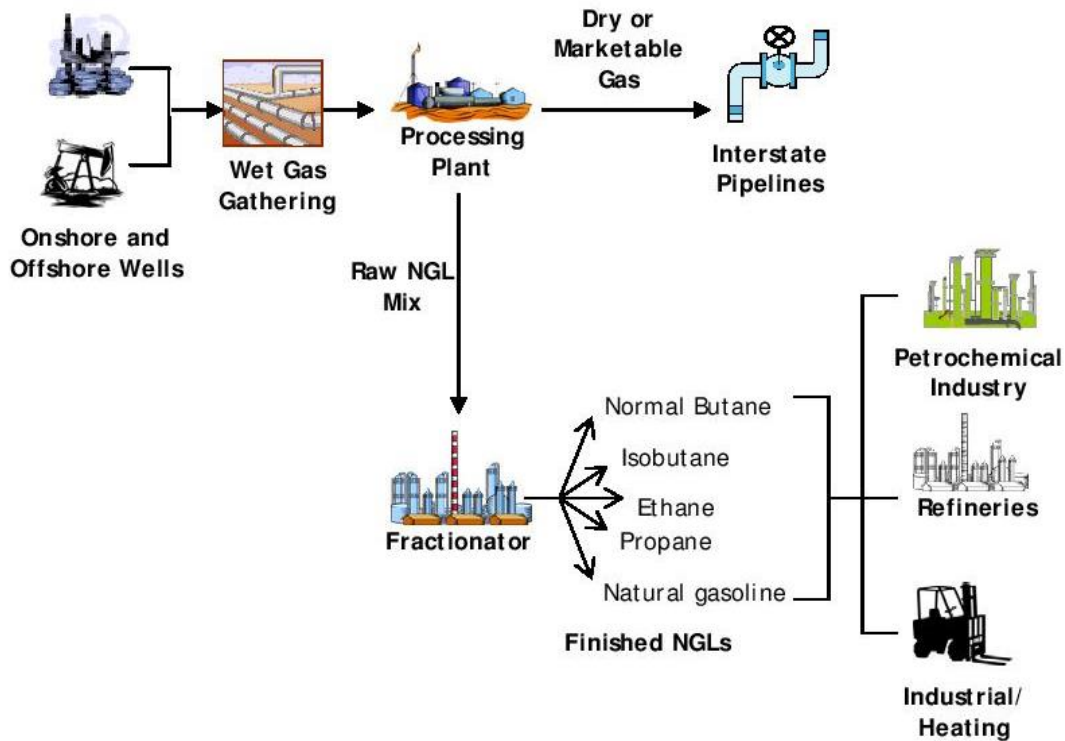 Onshore and
Offshore Wells
Wet Gas
Gathering
Processing
Plant
Dry or
Marketable
Gas
Interstate
Pipelines
Raw NGL
Mix
Fractionator
Normal Butane
Isobutane
Ethane
Propane
Natural gasoline
Finished NGLs
Petrochemical
Industry
Refineries
Industrial/
Heating